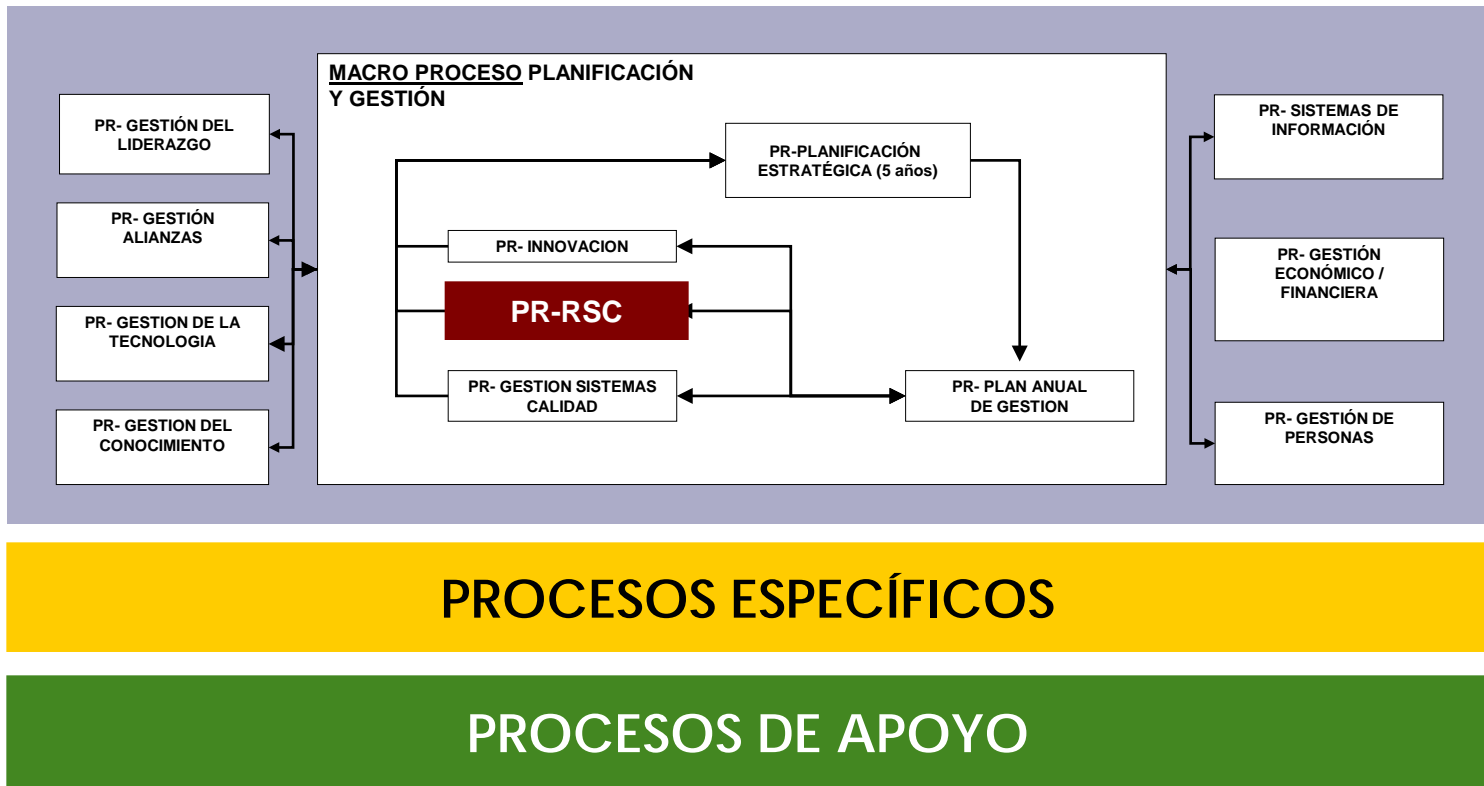 MACRO PROCESO PLANIFICACIÓN
Y GESTIÓN
PR- GESTIÓN DEL
LIDERAZGO
PR- GESTIÓN
ALIANZAS
PR- GESTION DE LA
TECNOLOGIA
PR- GESTION DEL
CONOCIMIENTO
PR-PLANIFICACIÓN
ESTRATÉGICA (5 años)
PR- INNOVACION
PR-RSC
PR- GESTION SISTEMAS
CALIDAD
PR- PLAN ANUAL
DE GESTION
PR- SISTEMAS DE
INFORMACIÓN
PR- GESTIÓN
ECONÓMICO /
FINANCIERA
PR- GESTIÓN DE
PERSONAS
PROCESOS ESPECÍFICOS
PROCESOS DE APOYO